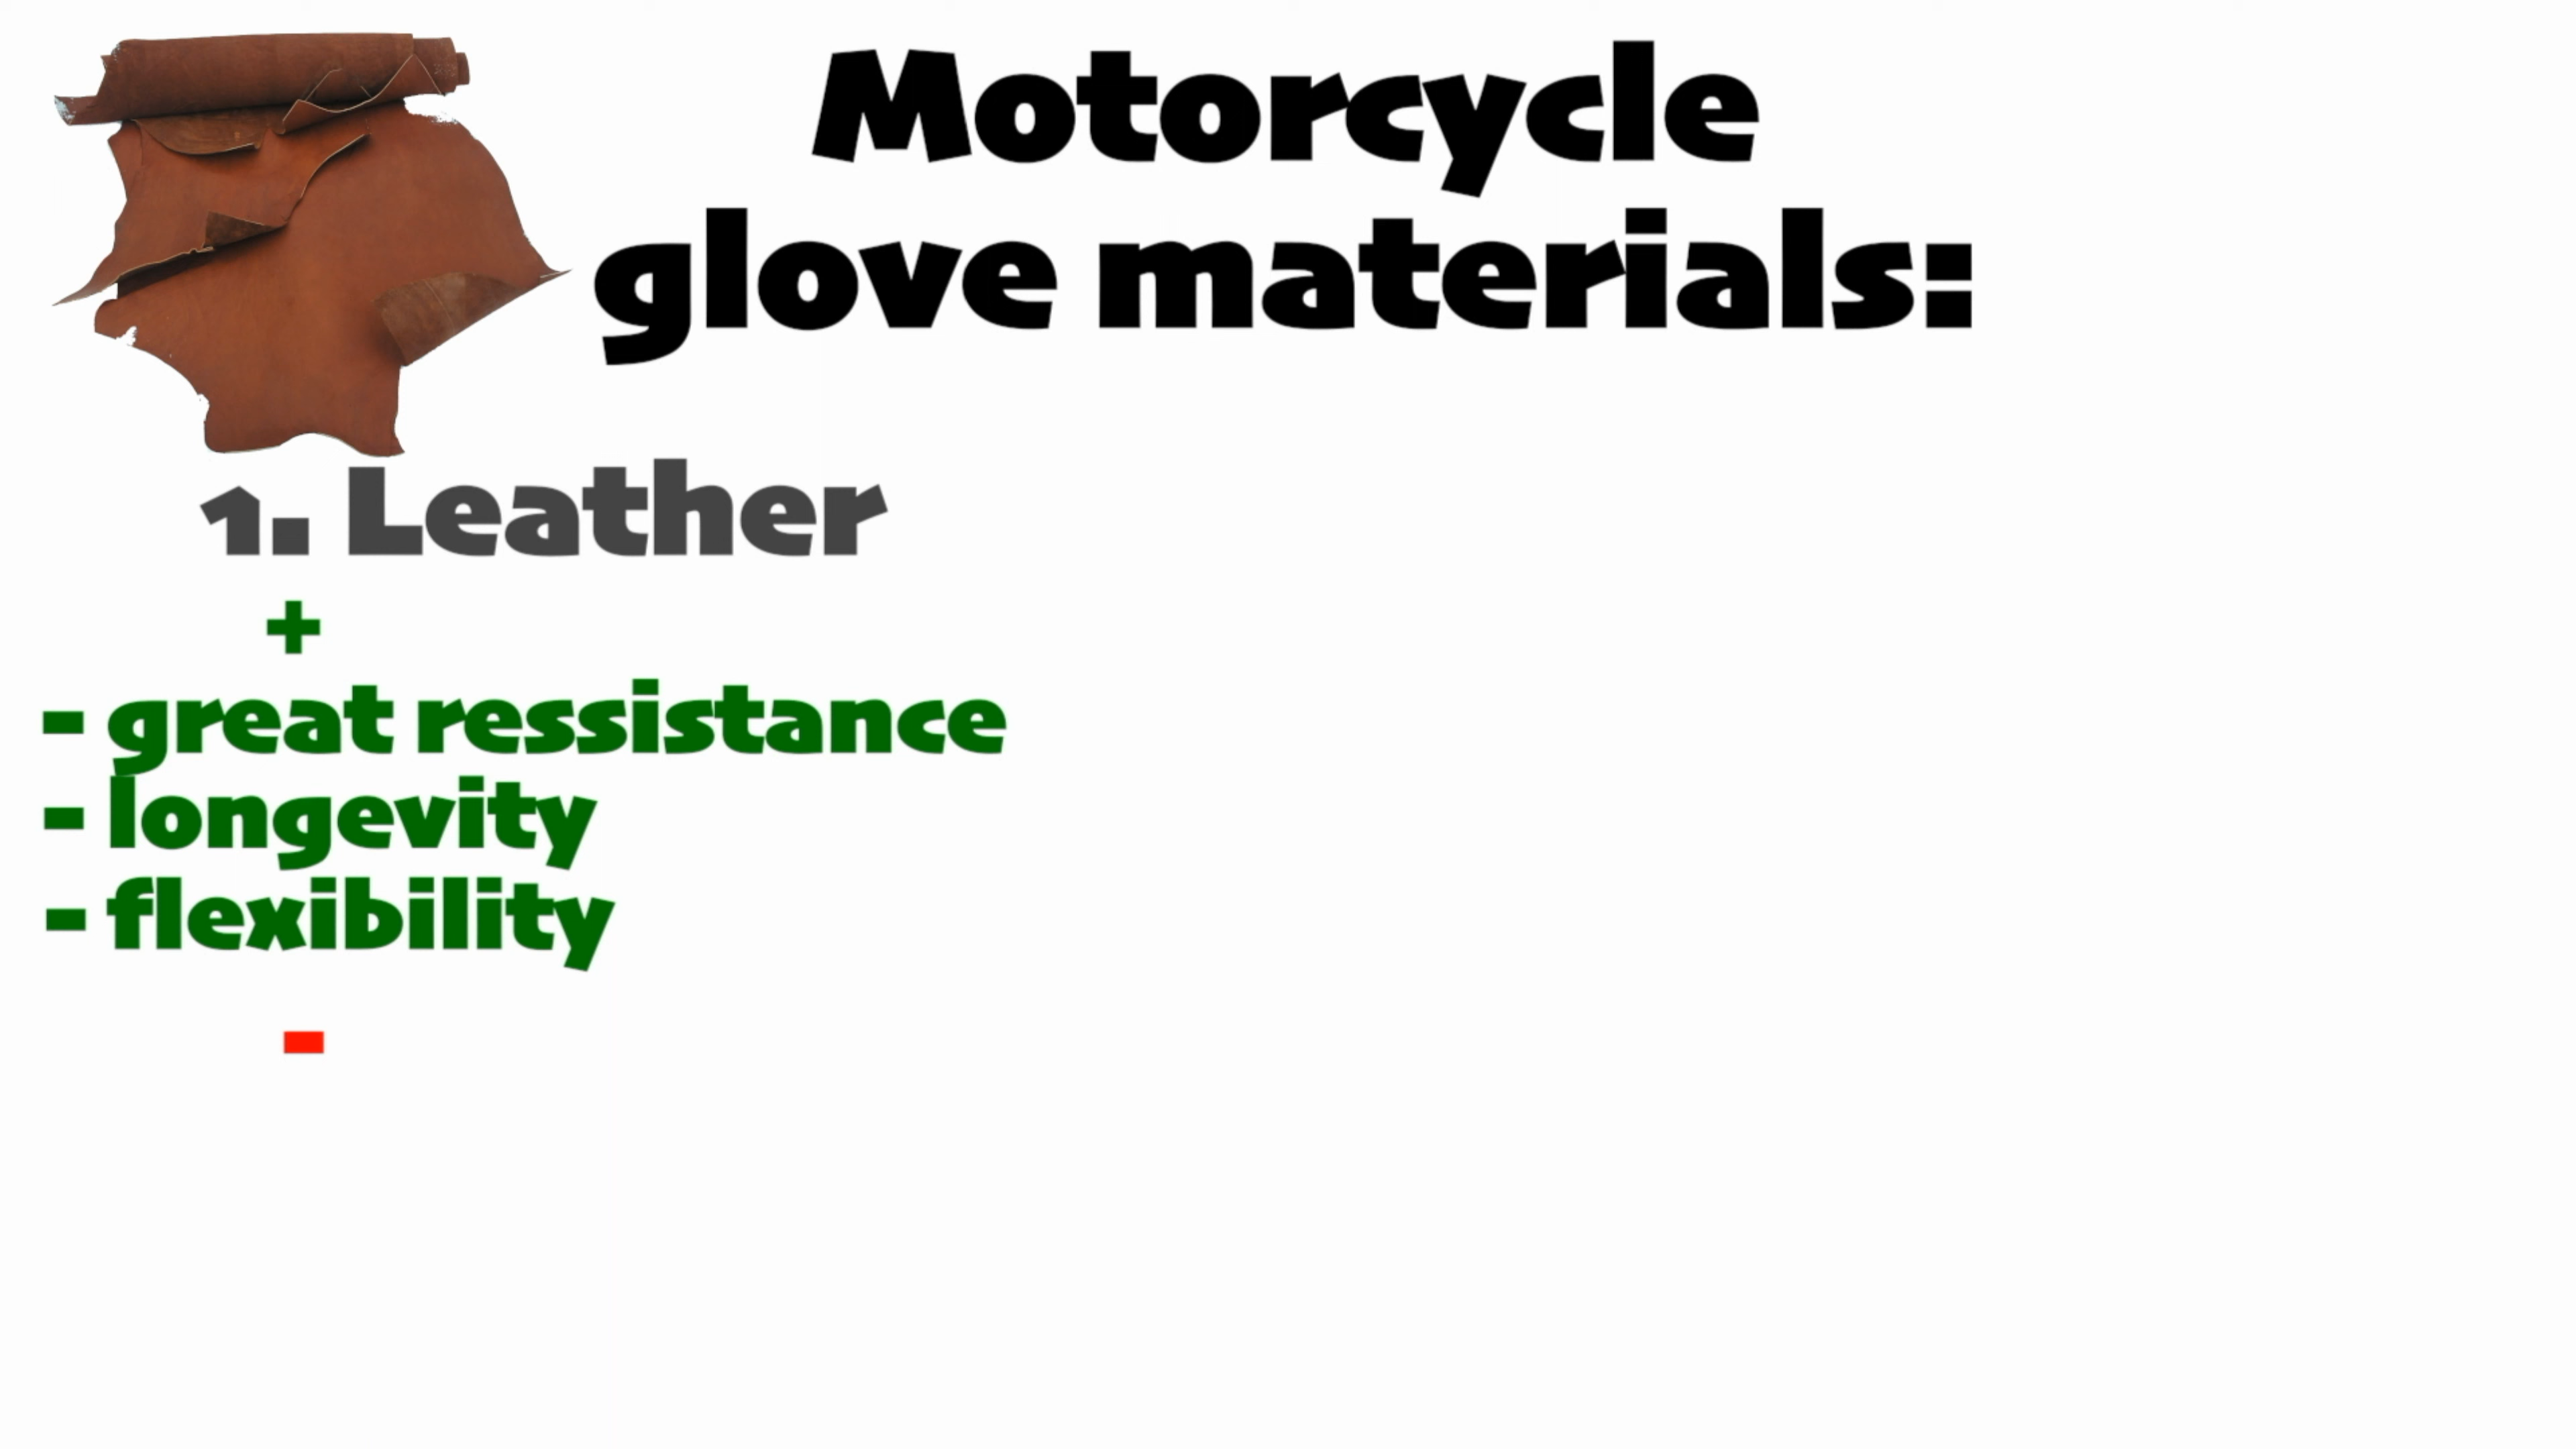 Motorcycle
glove materials:
1. Leather
+
- great ressistance
- longevity
- flexibility
-